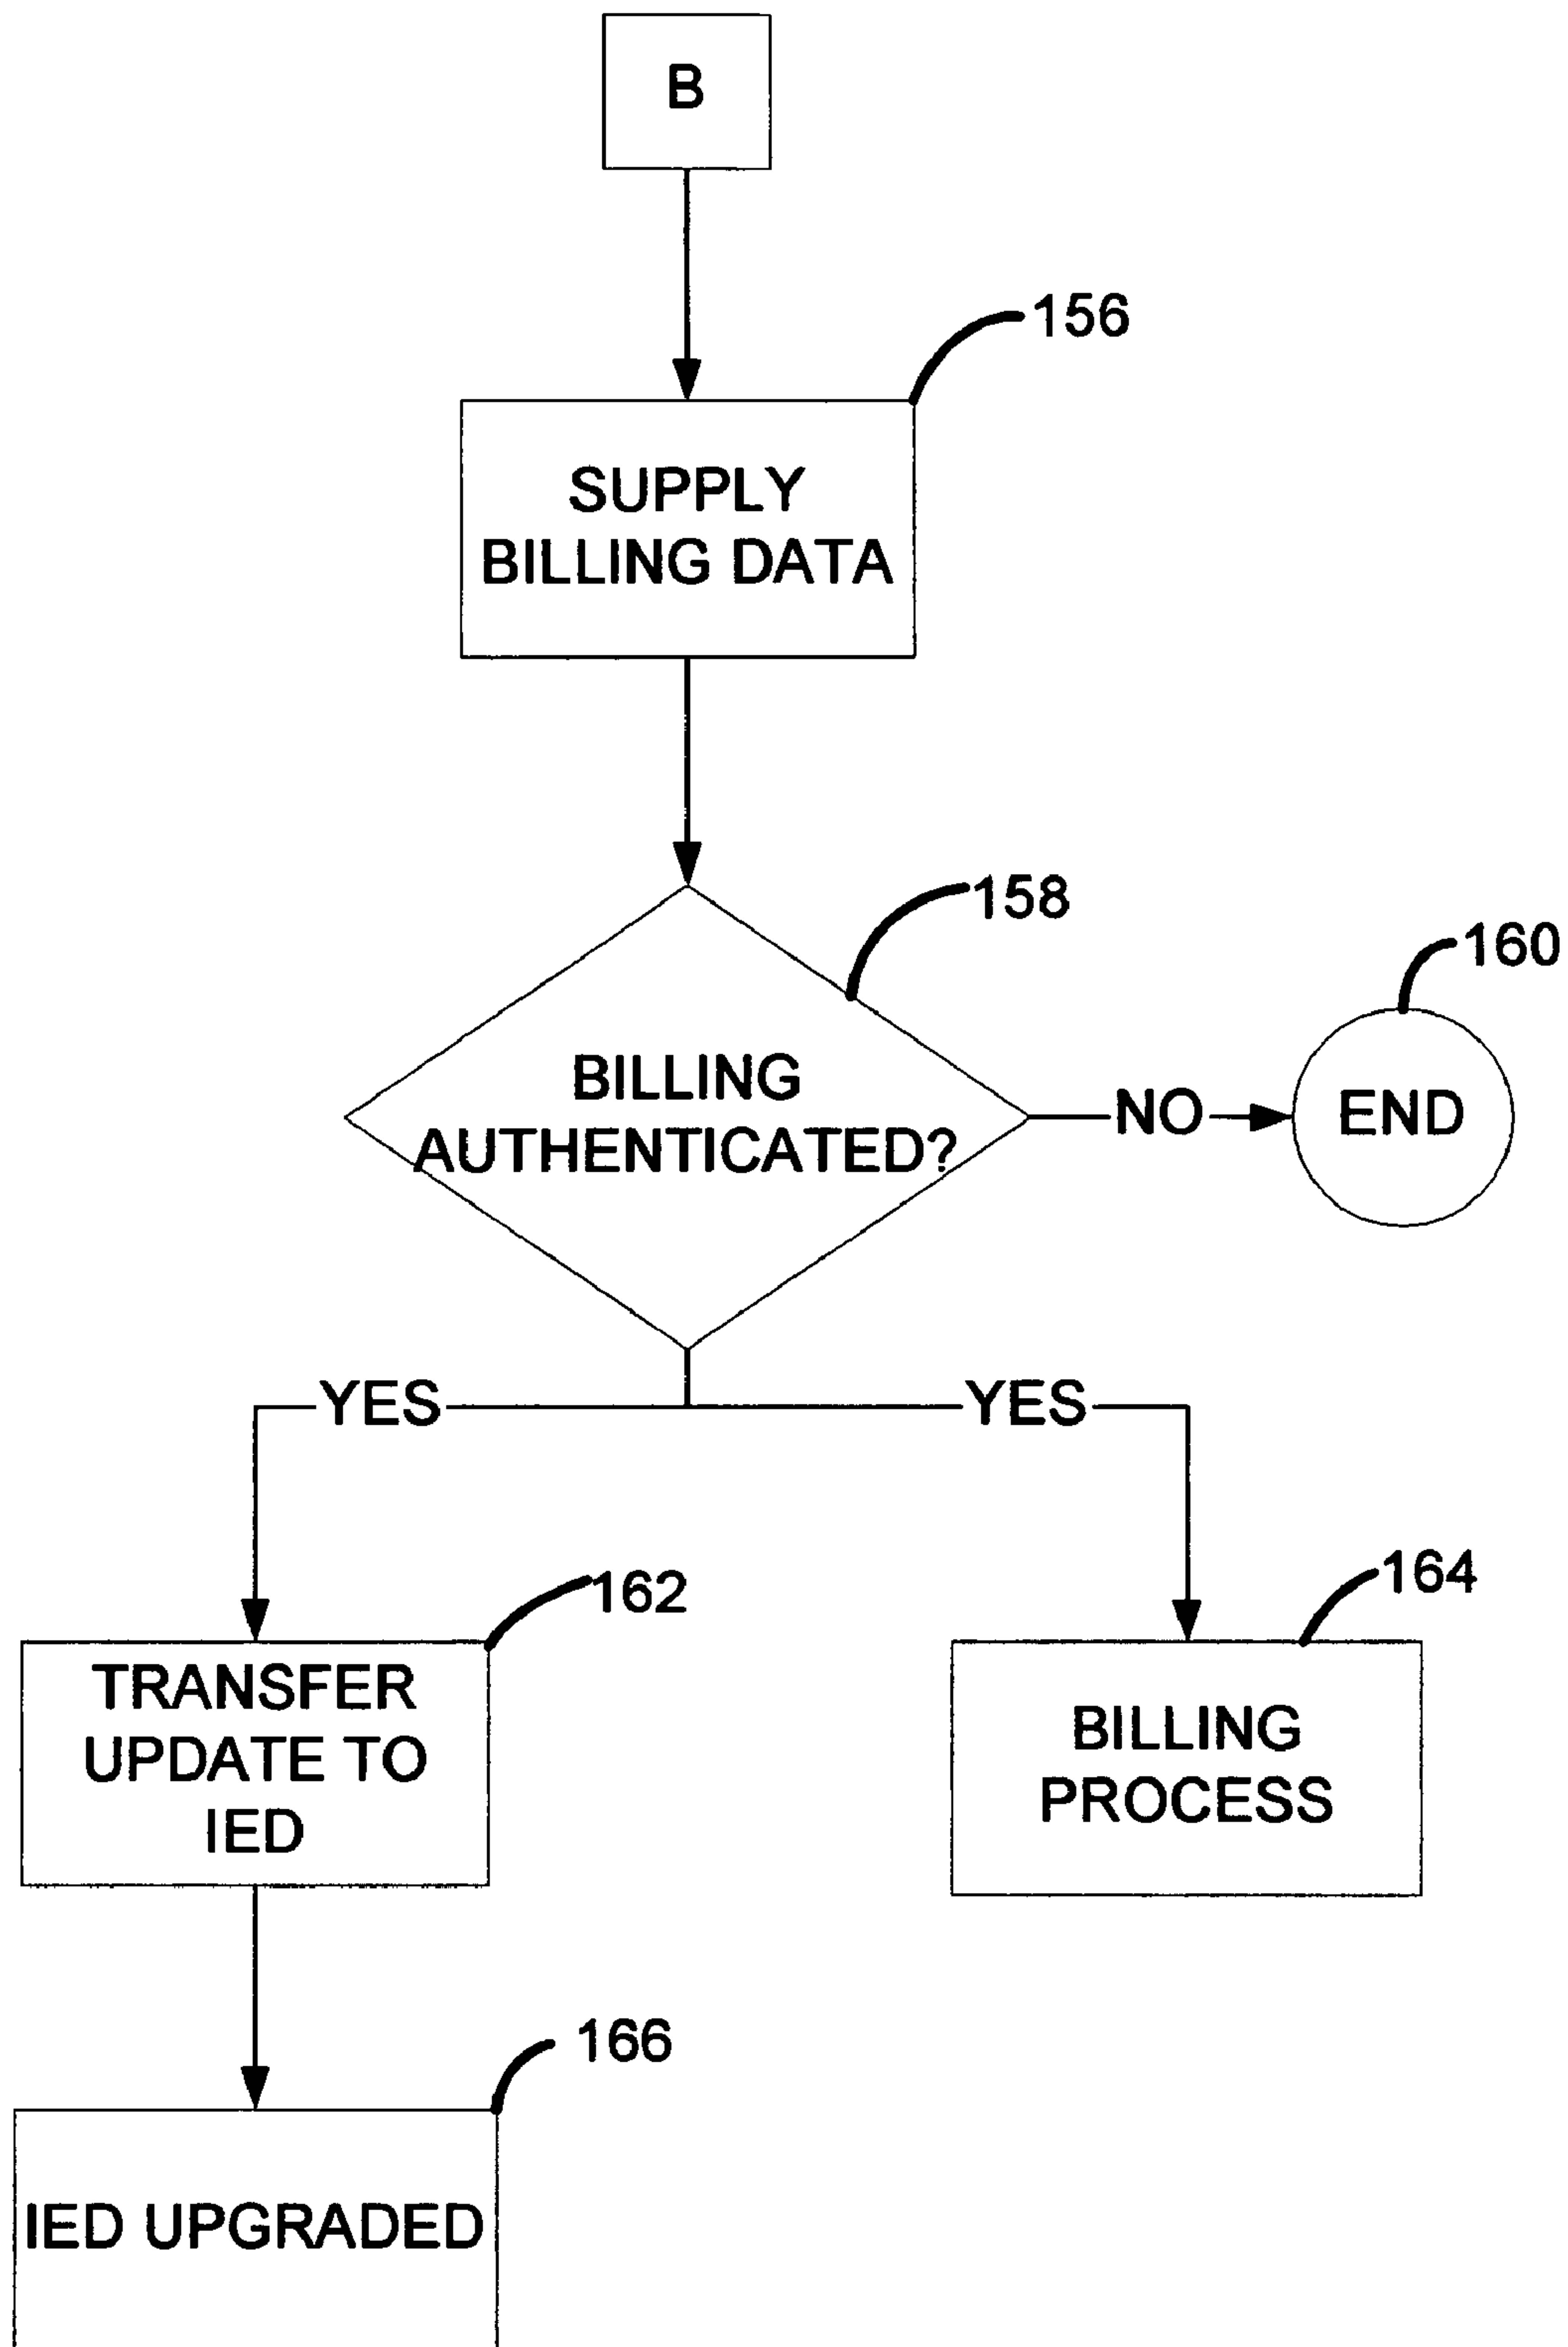 B
156
SUPPLY
BILLING DATA
158
160
BILLING
AUTHENTICATED?
NO
END
YES
YES
162
164
TRANSFER
UPDATE TO
IED
BILLING
PROCESS
166
IED UPGRADED